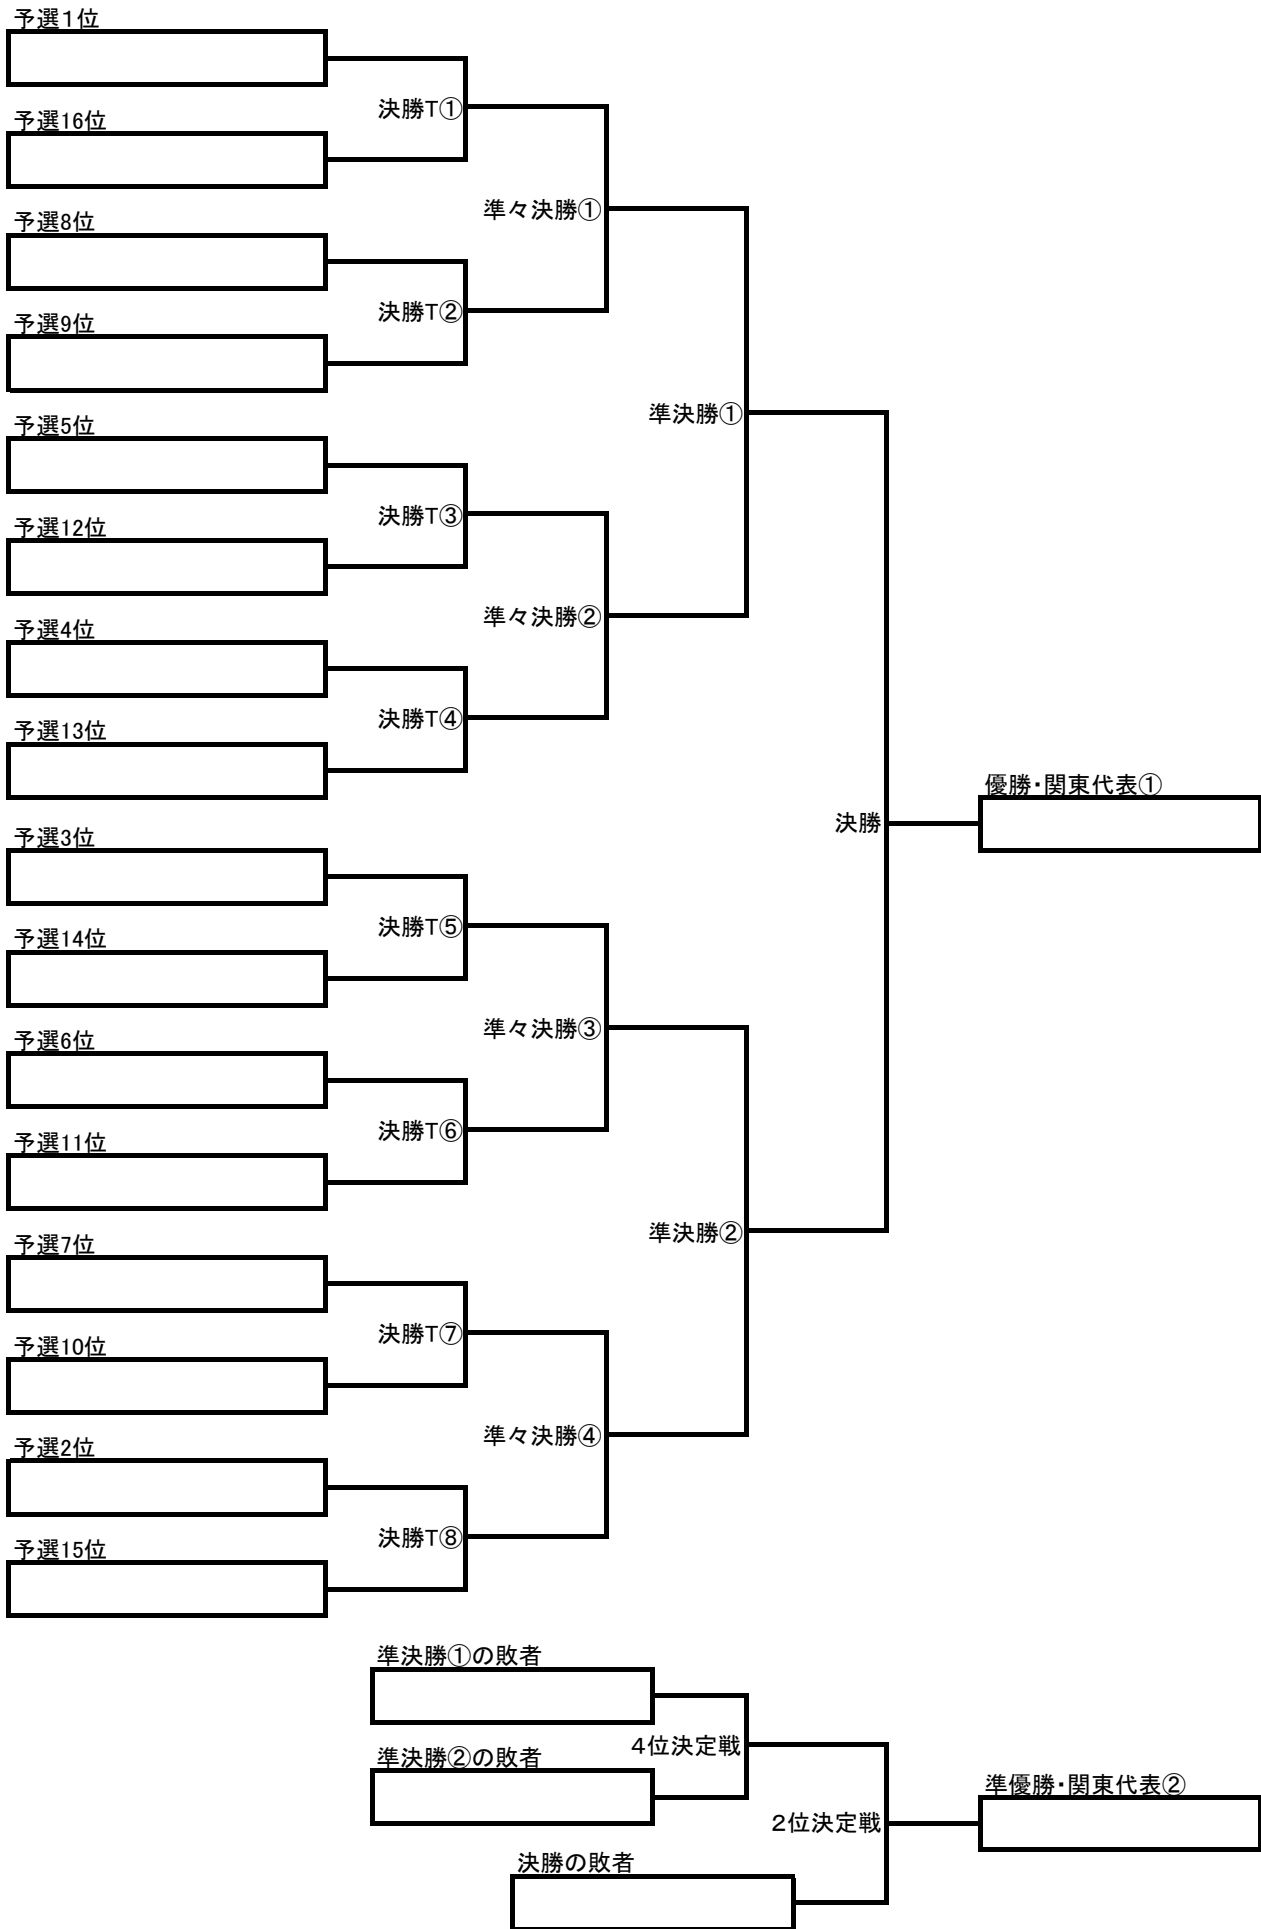 予選１位
決勝T①
予選16位
準々決勝①
予選8位
決勝T②
予選9位
準決勝①
予選5位
決勝T③
予選12位
準々決勝②
予選4位
決勝T④
予選13位
優勝・関東代表①
決勝
予選3位
決勝T⑤
予選14位
準々決勝③
予選6位
決勝T⑥
予選11位
準決勝②
予選7位
決勝T⑦
予選10位
準々決勝④
予選2位
決勝T⑧
予選15位
準決勝①の敗者
4位決定戦
準決勝②の敗者
準優勝・関東代表②
2位決定戦
決勝の敗者